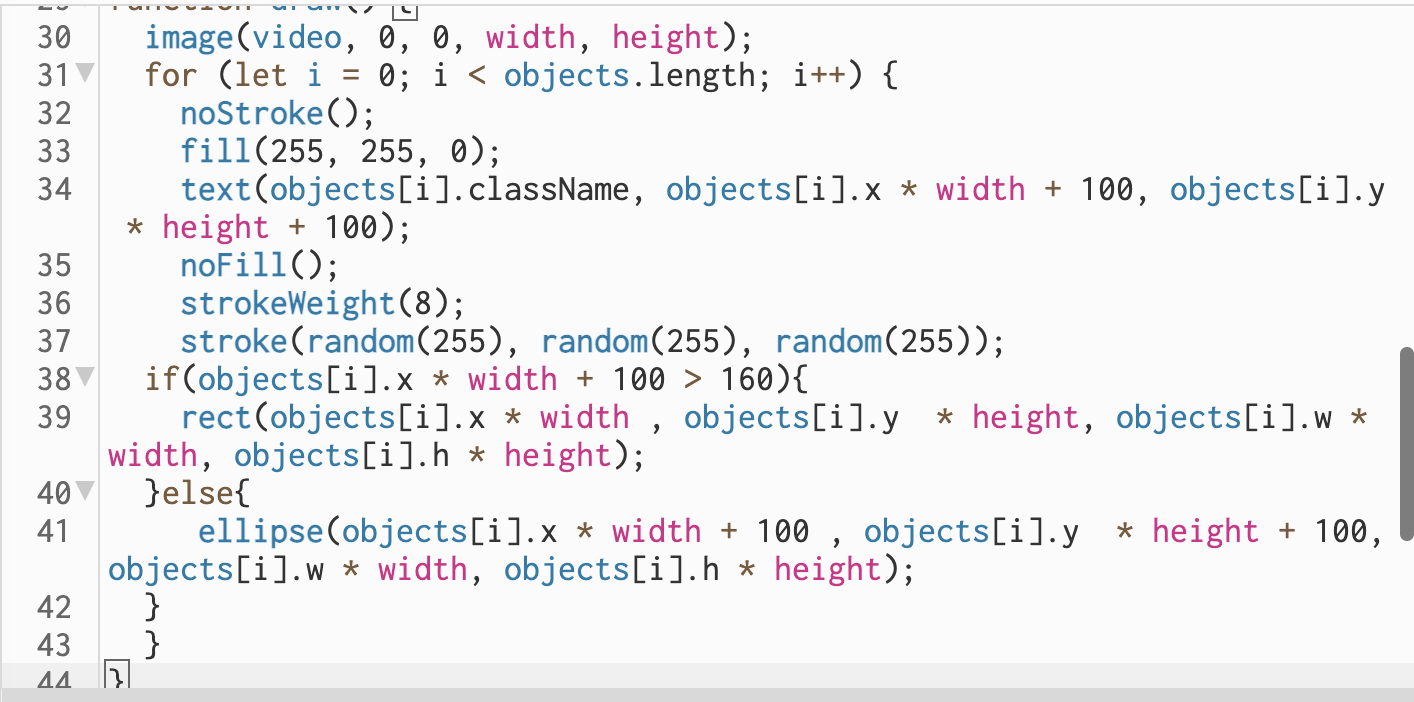 29 function draw() {
30 image(video, 0, 0, width, height);
31 for (let i = 0; i < objects.length; i++) {
32 noStroke();
33 fill(255, 255, 0);
34 text(objects[i].className, objects[i].x * width + 100, objects[i].y
* height + 100);
35 noFill();
36 strokeWeight(8);
37 stroke(random(255), random(255), random(255));
38 if(objects[i].x * width + 100 > 160){
39 rect(objects[i].x * width , objects[i].y  * height, objects[i].w *
width, objects[i].h * height);
40 }else{
41 ellipse(objects[i].x * width + 100 , objects[i].y  * height + 100,
objects[i].w * width, objects[i].h * height);
42 }
43 }
44 }